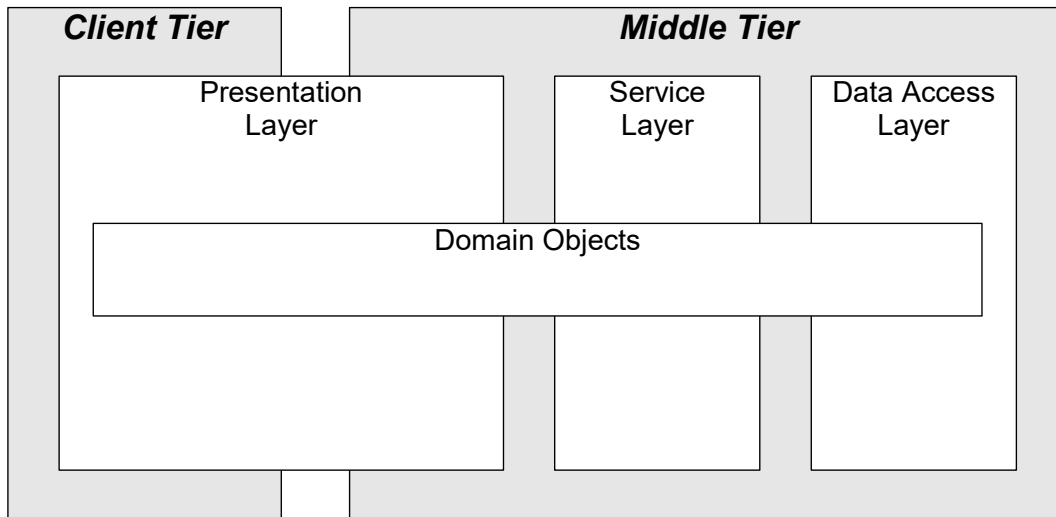 Client Tier
Middle Tier
Presentation
Layer
Service
Layer
Data Access
Layer
Domain Objects